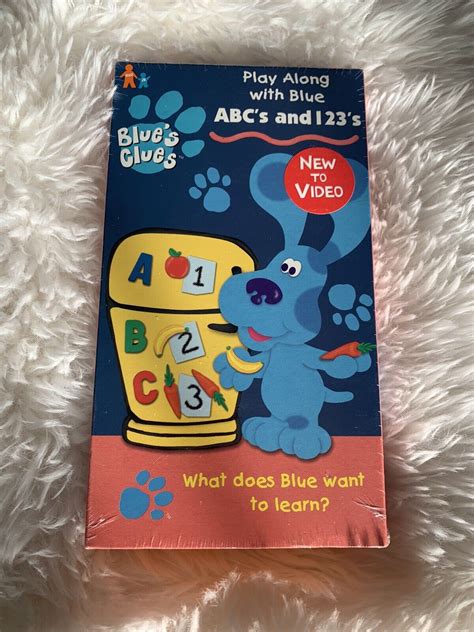 Play Along
with Blue
ABC's and 123's
Blue's
Clues
NEW
TO
VIDEO
A 1
B 2
C 3
What does Blue want
to learn?